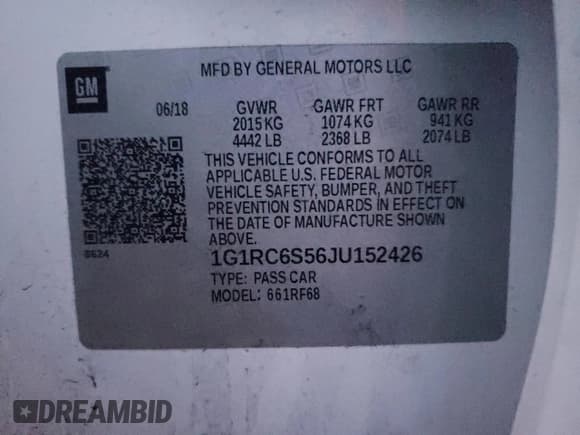 GM
MFD BY GENERAL MOTORS LLC
06/18 GVWR GAWR FRT GAWR RR
2015 KG 1074 KG 941 KG
4442 LB 2368 LB 2074 LB
THIS VEHICLE CONFORMS TO ALL
APPLICABLE U.S. FEDERAL MOTOR
VEHICLE SAFETY, BUMPER, AND THEFT
PREVENTION STANDARDS IN EFFECT ON
THE DATE OF MANUFACTURE SHOWN
ABOVE.
8624
1G1RC6S56JU152426
TYPE: PASS CAR
MODEL: 661RF68
DREAMBID